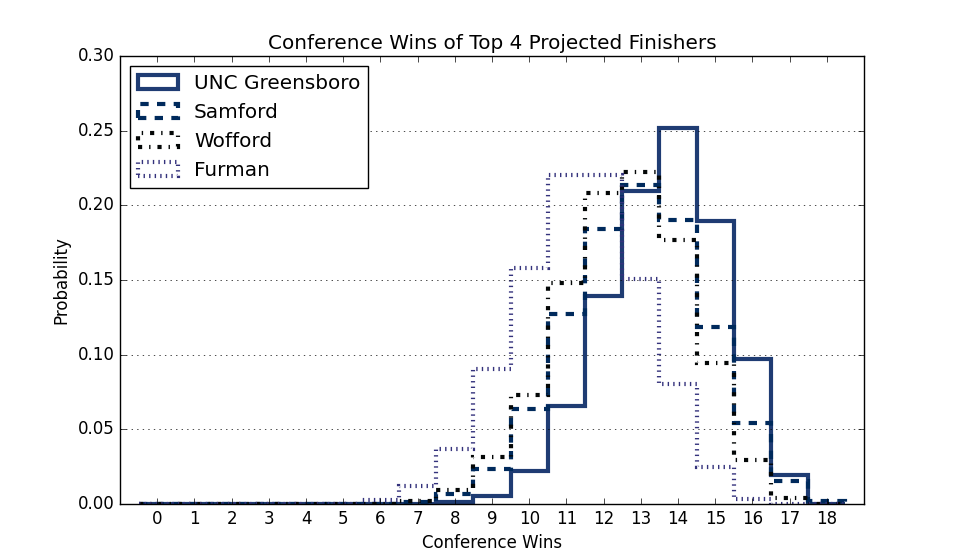 Conference Wins of Top 4 Projected Finishers
0.30
UNC Greensboro
Samford
Wofford
Furman
0.25
0.20
0.15
0.10
0.05
0.00
Probability
0 1 2 3 4 5 6 7 8 9 10 11 12 13 14 15 16 17 18
Conference Wins